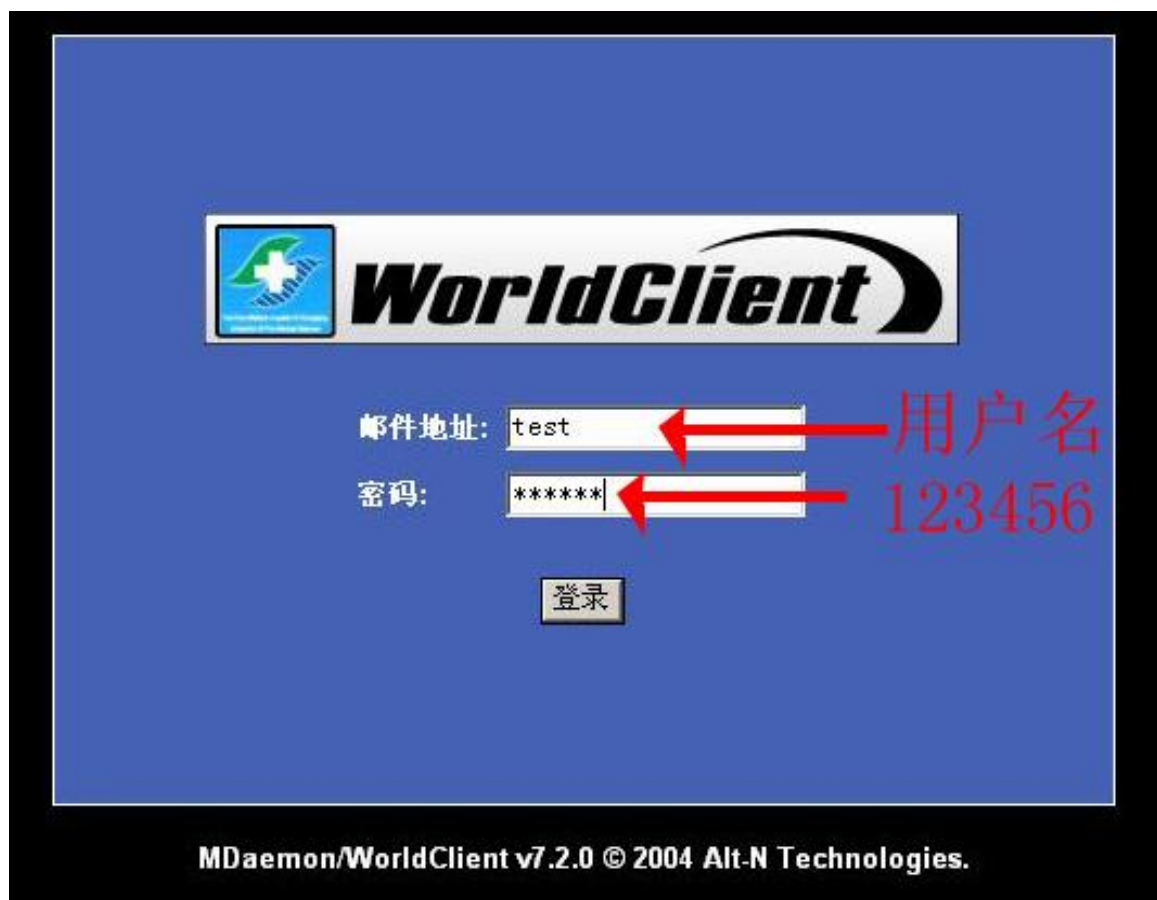 WorldClient
邮件地址: test 用户名
密码: ****** 123456
登录
MDaemon/WorldClient v7.2.0 © 2004 Alt-N Technologies.